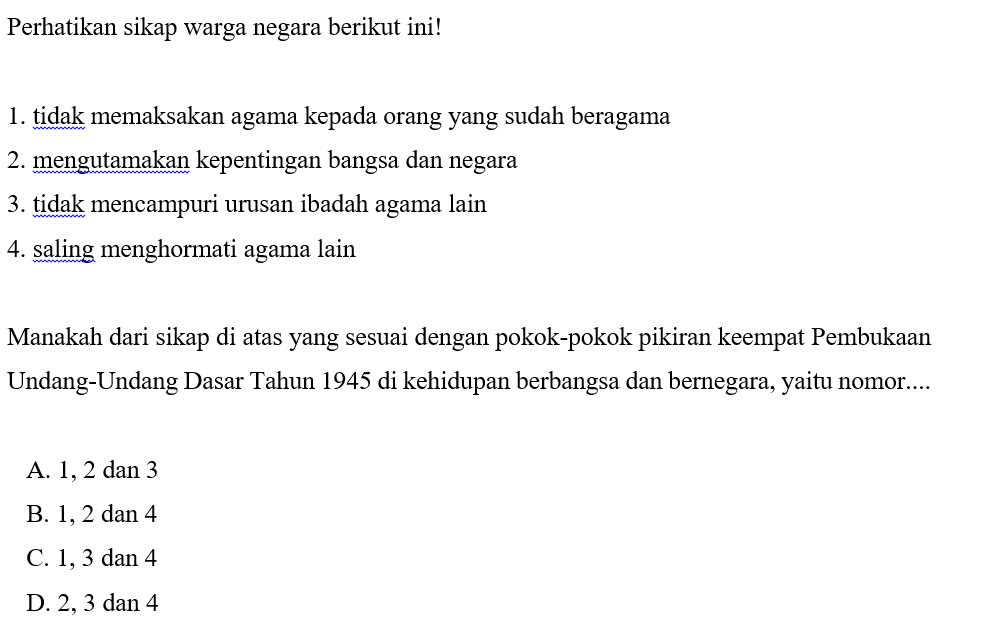 Perhatikan sikap warga negara berikut ini!
1. tidak memaksakan agama kepada orang yang sudah beragama
2. mengutamakan kepentingan bangsa dan negara
3. tidak mencampuri urusan ibadah agama lain
4. saling menghormati agama lain
Manakah dari sikap di atas yang sesuai dengan pokok-pokok pikiran keempat Pembukaan
Undang-Undang Dasar Tahun 1945 di kehidupan berbangsa dan bernegara, yaitu nomor....
A. 1, 2 dan 3
B. 1, 2 dan 4
C. 1, 3 dan 4
D. 2, 3 dan 4